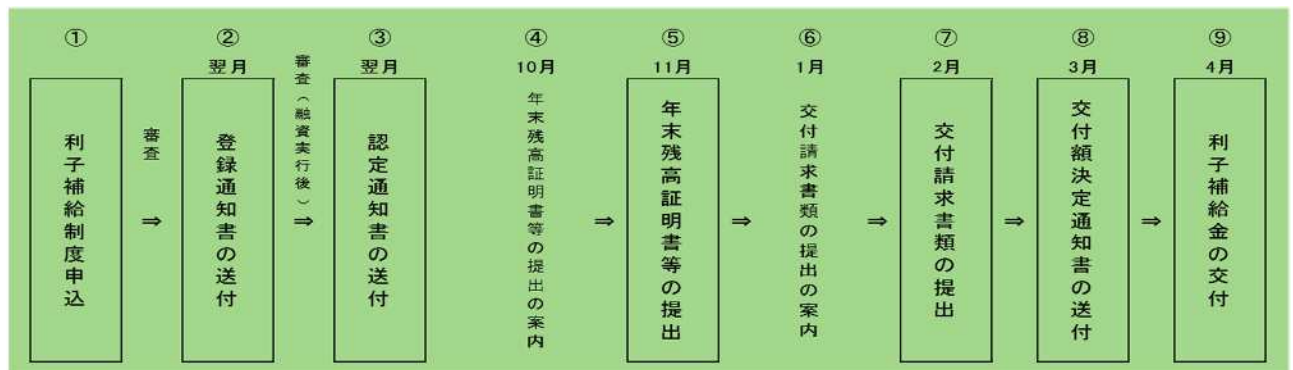 ①
利子補給制度申込
審査
⇒
②
翌月
登録通知書の送付
審査（融資実行後）
⇒
③
翌月
認定通知書の送付
④
10月
年末残高証明書等の提出の案内
⇒
⑤
11月
年末残高証明書等の提出
⇒
⑥
1月
交付請求書類の提出の案内
⇒
⑦
2月
交付請求書類の提出
⇒
⑧
3月
交付額決定通知書の送付
⇒
⑨
4月
利子補給金の交付